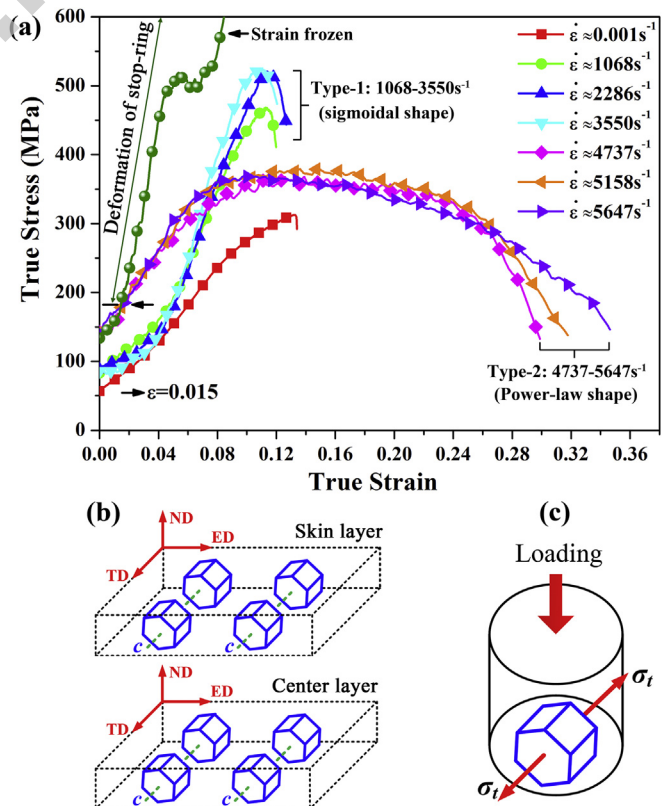 (a)
600
500
400
300
200
100
0
True Stress (MPa)
Deformation of stop-ring
Strain frozen
Type-1: 1068-3550s⁻¹
(sigmoidal shape)
ε̇≈0.001s⁻¹
ε̇≈1068s⁻¹
ε̇≈2286s⁻¹
ε̇≈3550s⁻¹
ε̇≈4737s⁻¹
ε̇≈5158s⁻¹
ε̇≈5647s⁻¹
Type-2: 4737-5647s⁻¹
(Power-law shape)
ε=0.015
0.00 0.04 0.08 0.12 0.16 0.20 0.24 0.28 0.32 0.36
True Strain
(b)
ND
ED
TD
Skin layer
c
c
ND
ED
TD
Center layer
c
c
(c)
Loading
σt
σt